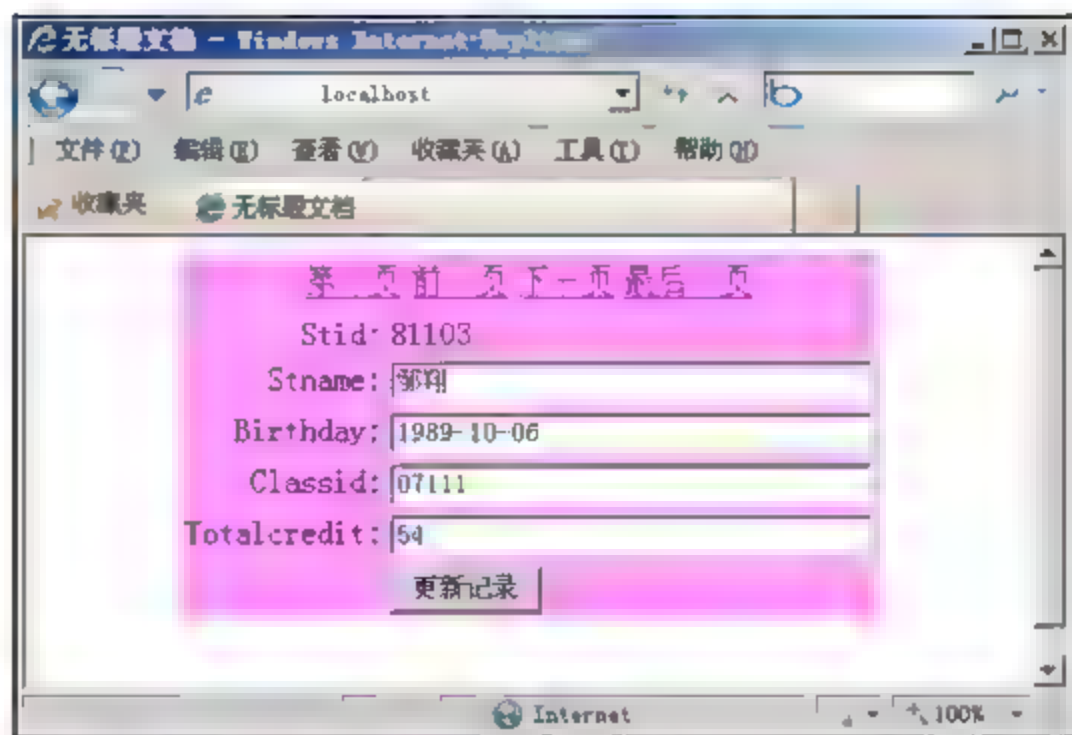 无标题文档 - Windows Internet
localhost
文件(F) 编辑(E) 查看(V) 收藏夹(A) 工具(T) 帮助(H)
收藏夹 无标题文档
第一页 前一页 下一页 最后一页
Stid: 81103
Stname:
Birthday: 1989-10-06
Classid: 07111
Totalcredit: 54
更新记录
Internet 100%